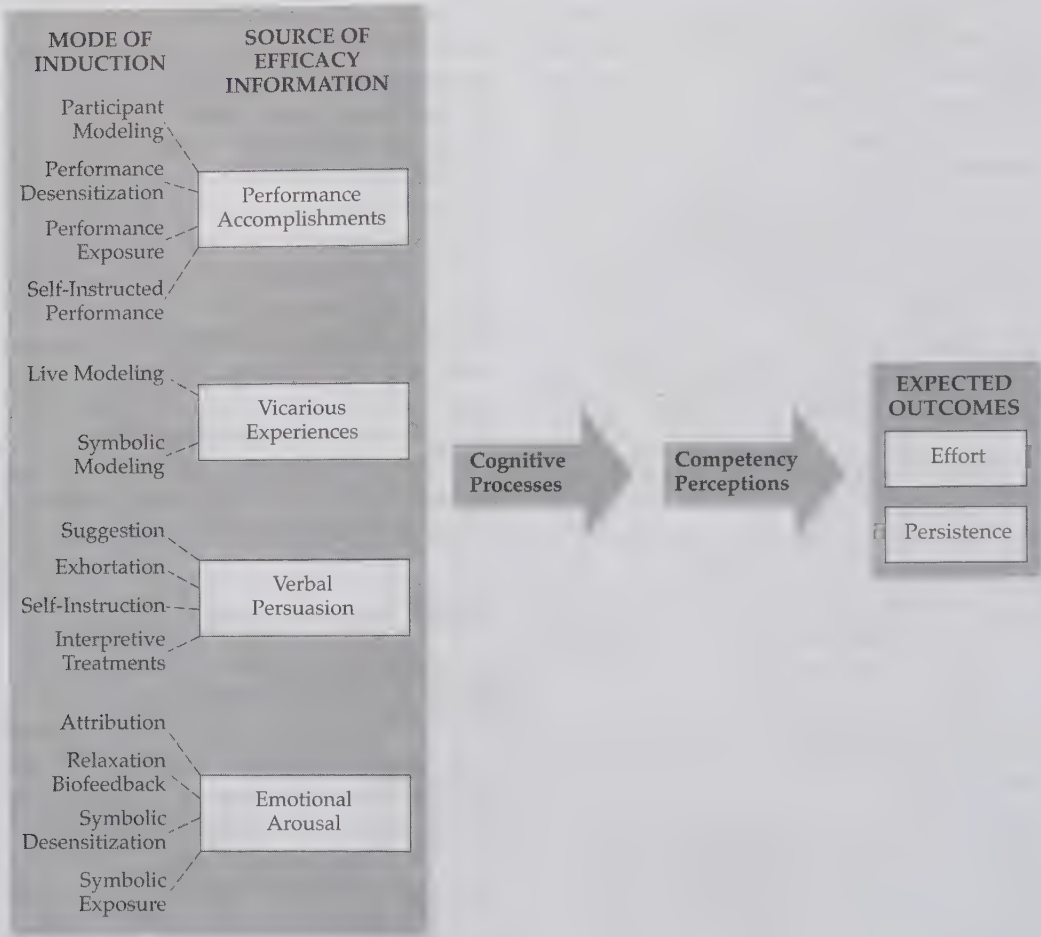 MODE OF
INDUCTION
SOURCE OF
EFFICACY
INFORMATION
Participant
Modeling
Performance
Desensitization
Performance
Exposure
Self-Instructed
Performance
Performance
Accomplishments
Live Modeling
Symbolic
Modeling
Vicarious
Experiences
Suggestion
Exhortation
Self-Instruction
Interpretive
Treatments
Verbal
Persuasion
Attribution
Relaxation
Biofeedback
Symbolic
Desensitization
Symbolic
Exposure
Emotional
Arousal
Cognitive
Processes
Competency
Perceptions
EXPECTED
OUTCOMES
Effort
Persistence